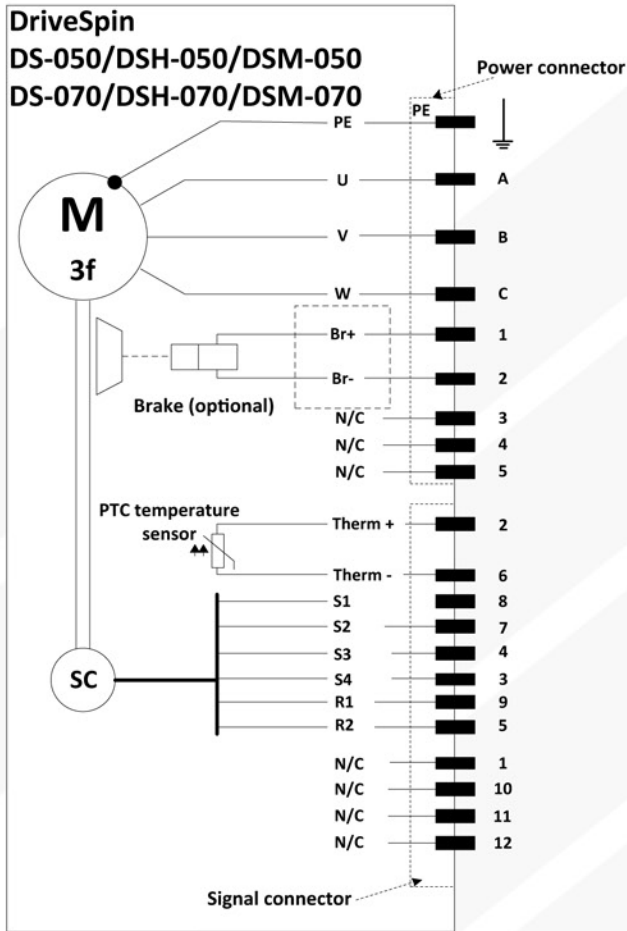 DriveSpin
DS-050/DSH-050/DSM-050
DS-070/DSH-070/DSM-070
Power connector
PE
PE
U A
M
3f
V B
W C
Br+ 1
Br- 2
Brake (optional)
N/C 3
N/C 4
N/C 5
PTC temperature
sensor
Therm + 2
Therm - 6
S1 8
S2 7
S3 4
SC
S4 3
R1 9
R2 5
N/C 1
N/C 10
N/C 11
N/C 12
Signal connector